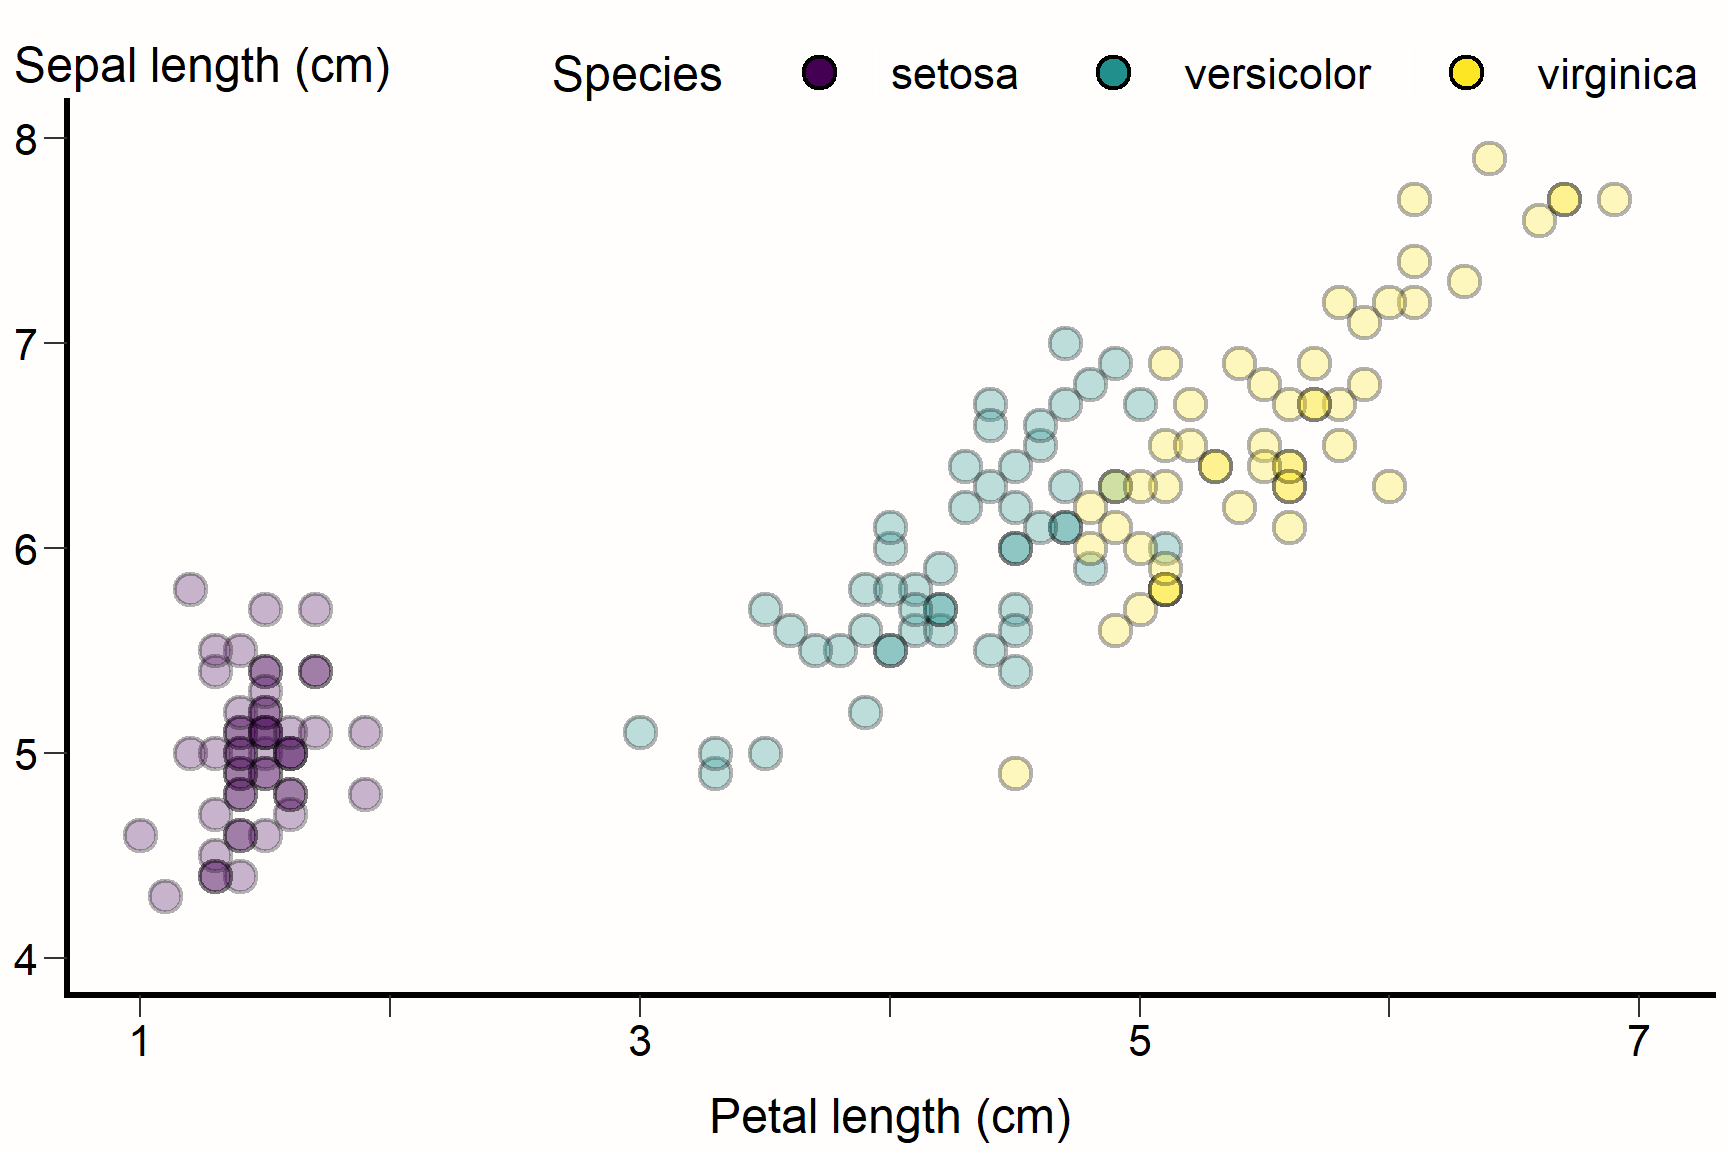 Sepal length (cm)
Species setosa versicolor virginica
8
7
6
5
4
1 3 5 7
Petal length (cm)